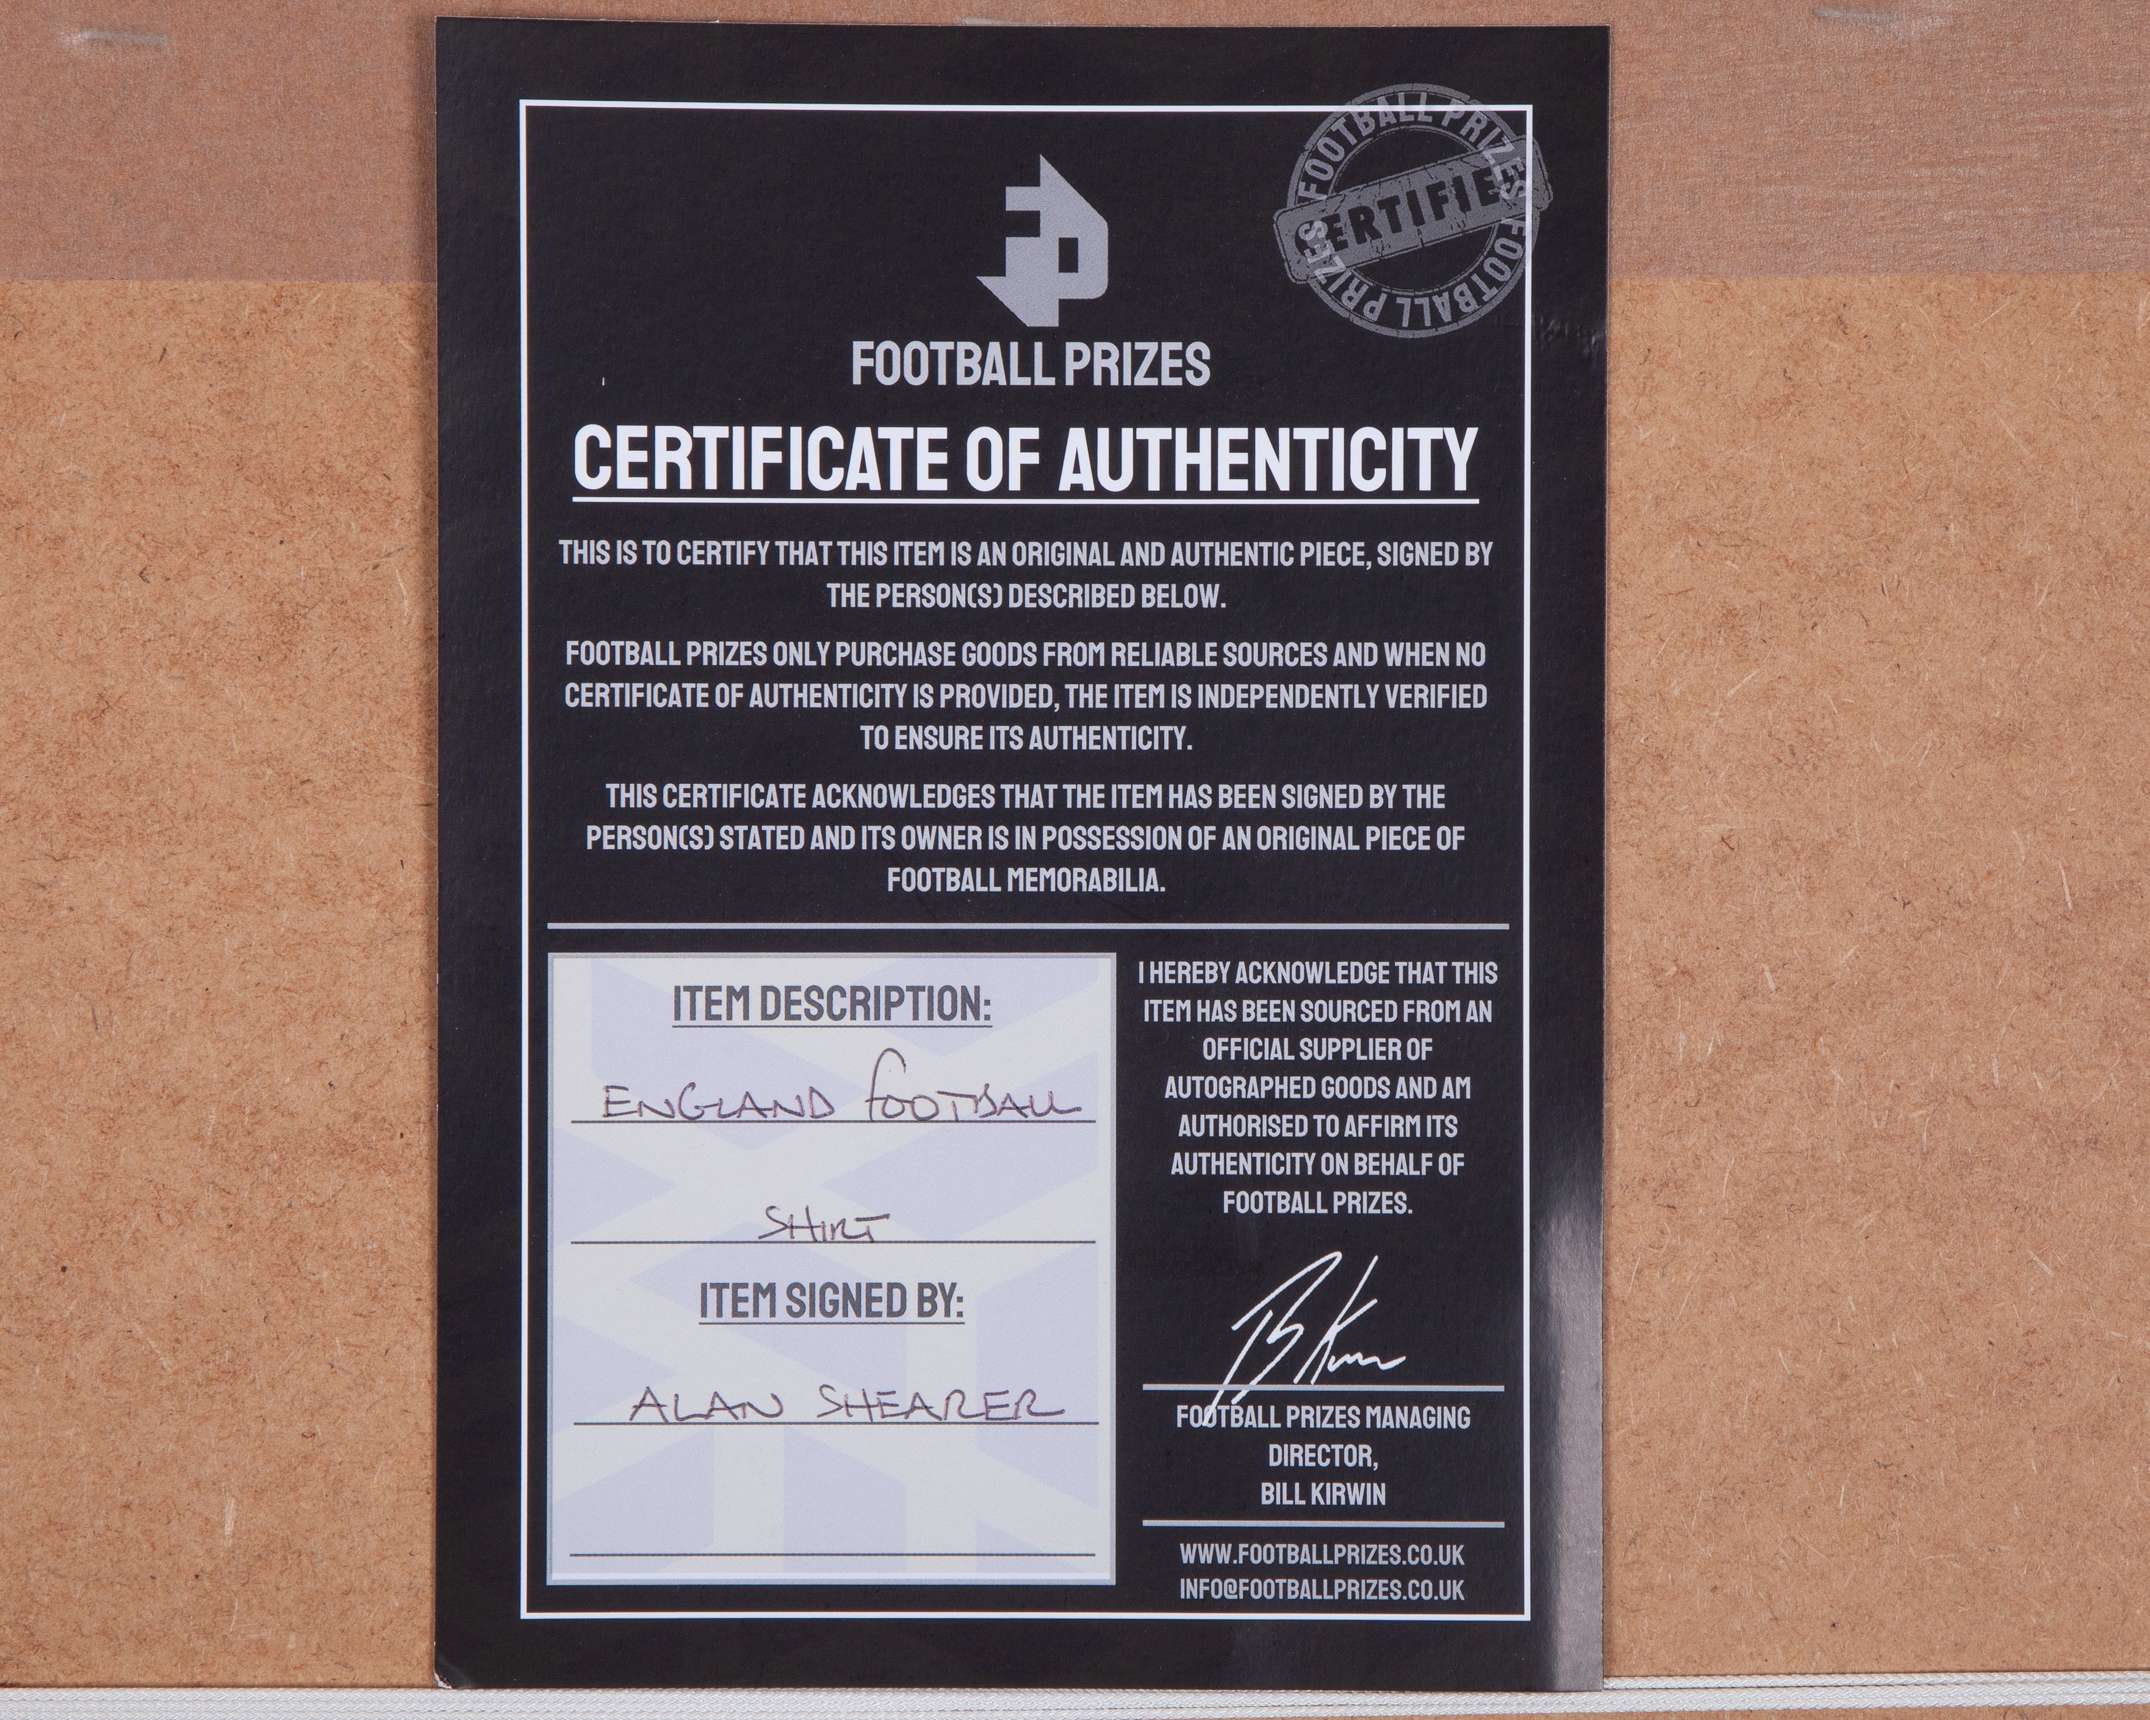 FOOTBALL PRIZES FOOTBALL PRIZES
CERTIFIED
FP
FOOTBALL PRIZES
CERTIFICATE OF AUTHENTICITY
THIS IS TO CERTIFY THAT THIS ITEM IS AN ORIGINAL AND AUTHENTIC PIECE, SIGNED BY
THE PERSON(S) DESCRIBED BELOW.
FOOTBALL PRIZES ONLY PURCHASE GOODS FROM RELIABLE SOURCES AND WHEN NO
CERTIFICATE OF AUTHENTICITY IS PROVIDED, THE ITEM IS INDEPENDENTLY VERIFIED
TO ENSURE ITS AUTHENTICITY.
THIS CERTIFICATE ACKNOWLEDGES THAT THE ITEM HAS BEEN SIGNED BY THE
PERSON(S) STATED AND ITS OWNER IS IN POSSESSION OF AN ORIGINAL PIECE OF
FOOTBALL MEMORABILIA.
ITEM DESCRIPTION:
ENGLAND FOOTBALL
SHIRT
ITEM SIGNED BY:
ALAN SHEARER
I HEREBY ACKNOWLEDGE THAT THIS
ITEM HAS BEEN SOURCED FROM AN
OFFICIAL SUPPLIER OF
AUTOGRAPHED GOODS AND AM
AUTHORISED TO AFFIRM ITS
AUTHENTICITY ON BEHALF OF
FOOTBALL PRIZES.
FOOTBALL PRIZES MANAGING
DIRECTOR,
BILL KIRWIN
WWW.FOOTBALLPRIZES.CO.UK
INFO@FOOTBALLPRIZES.CO.UK